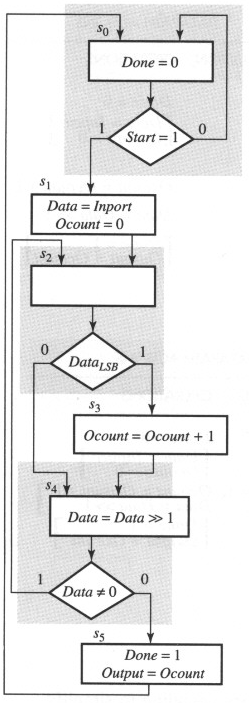 s0
Done = 0
Start = 1
1
0
s1
Data = Inport
Ocount = 0
s2
DataLSB
0
1
s3
Ocount = Ocount + 1
s4
Data = Data ≫ 1
Data ≠ 0
1
0
s5
Done = 1
Output = Ocount